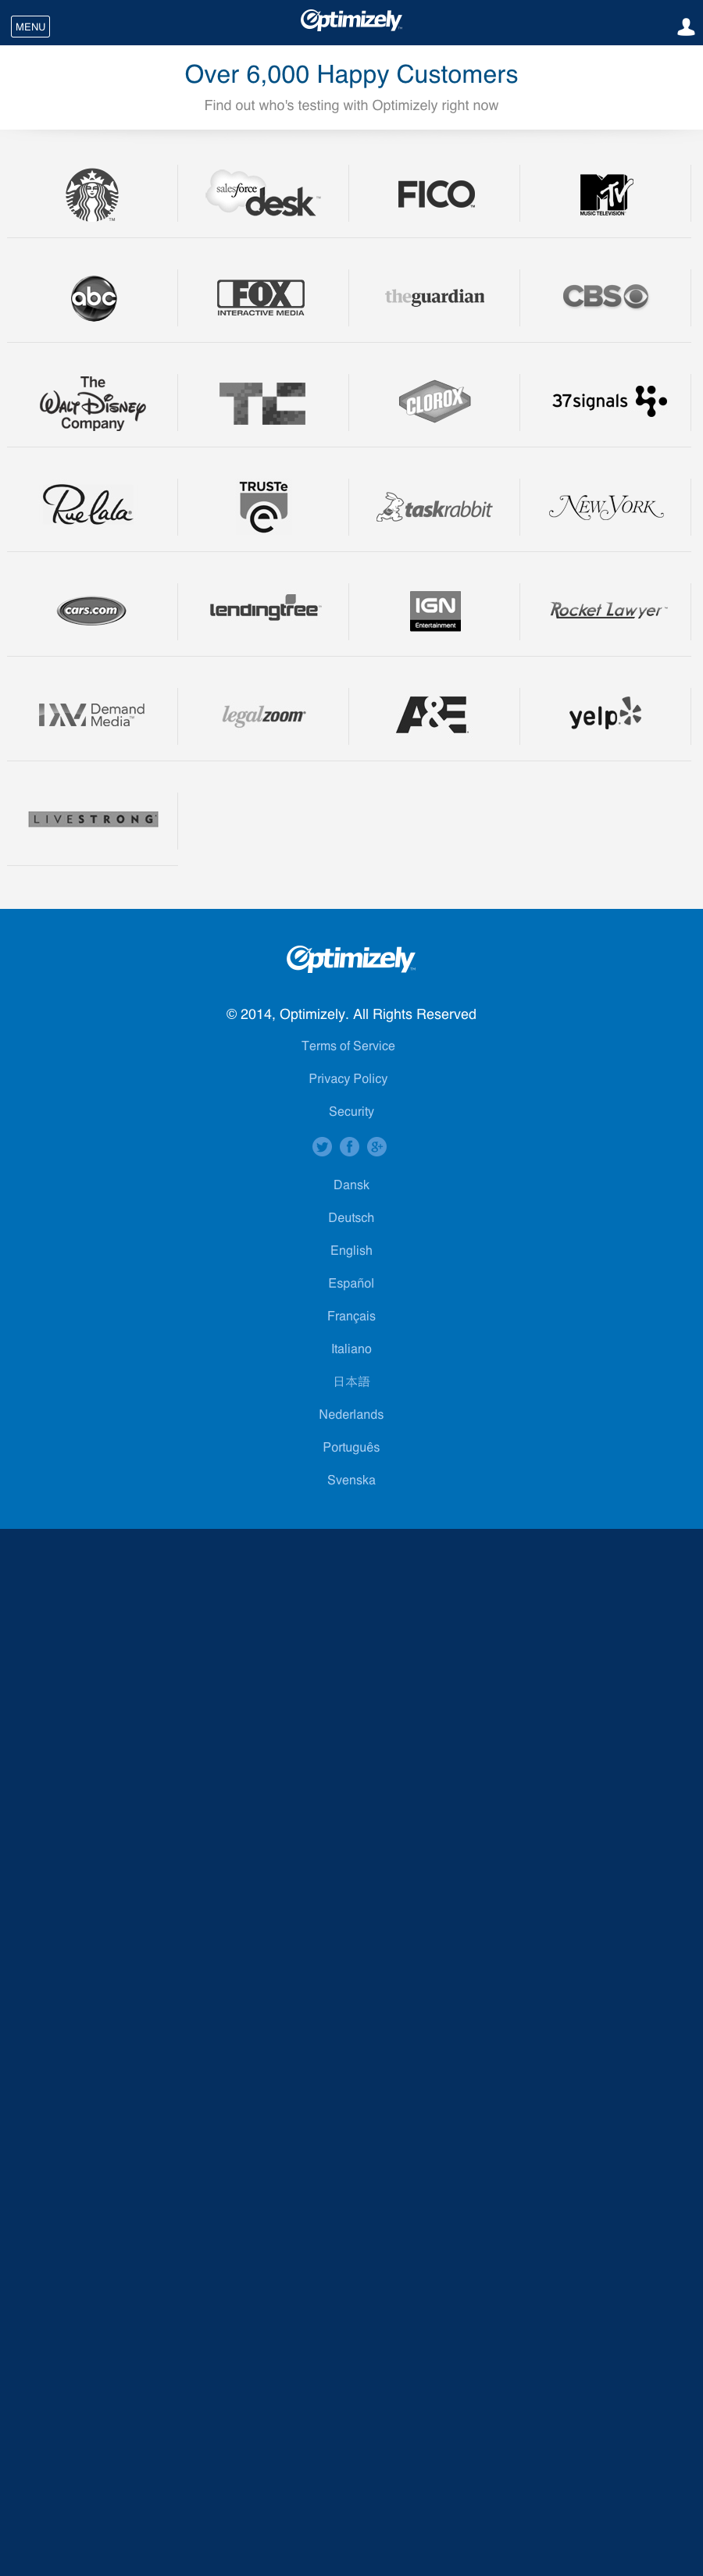 MENU
Optimizely
Over 6,000 Happy Customers
Find out who's testing with Optimizely right now
salesforce
desk
FICO
MTV
MUSIC TELEVISION
abc
FOX
INTERACTIVE MEDIA
theguardian
CBS
The
WALT DISNEY
Company
TC
CLOROX
37signals
Rue La La
TRUSTe
e
taskrabbit
NEW YORK
cars.com
lendingtree
IGN
Entertainment
Rocket Lawyer
DM Demand
Media™
legalzoom
A&E
yelp
LIVESTRONG
Optimizely
© 2014, Optimizely. All Rights Reserved
Terms of Service
Privacy Policy
Security
Dansk
Deutsch
English
Español
Français
Italiano
日本語
Nederlands
Português
Svenska